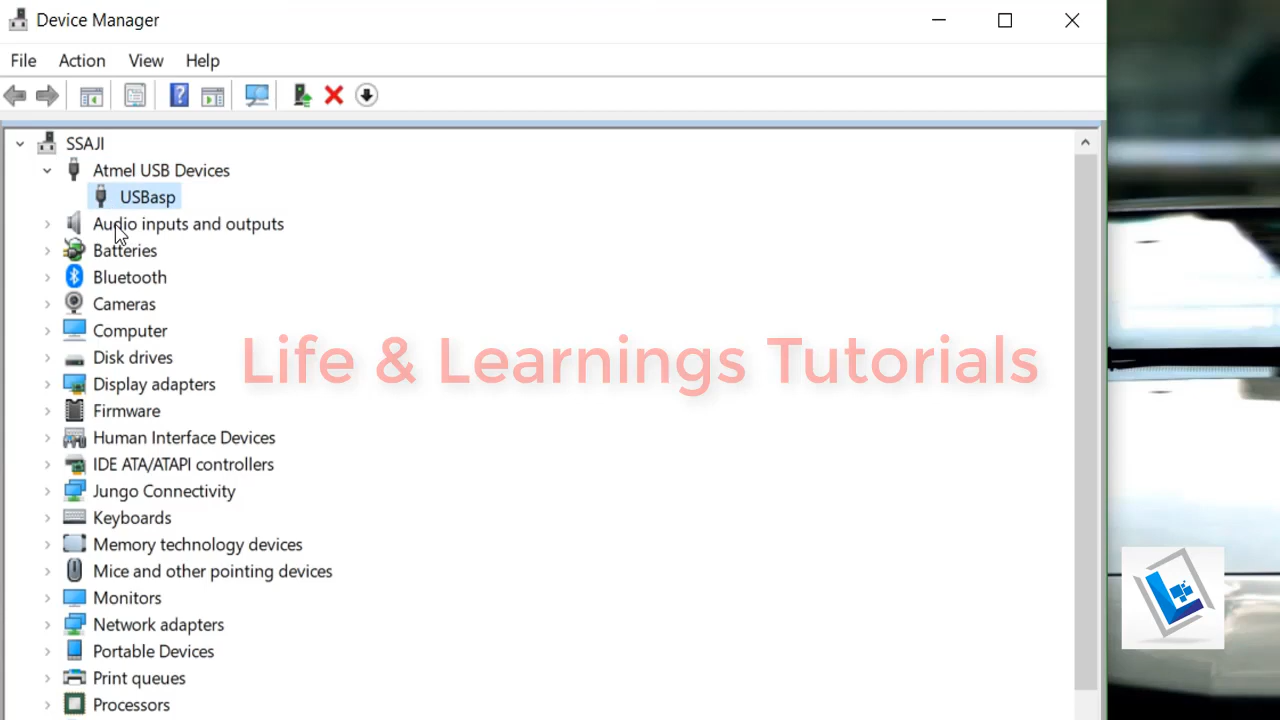 Device Manager
File Action View Help
SSAJI
Atmel USB Devices
USBasp
Audio inputs and outputs
Batteries
Bluetooth
Cameras
Computer
Disk drives
Life & Learnings Tutorials
Display adapters
Firmware
Human Interface Devices
IDE ATA/ATAPI controllers
Jungo Connectivity
Keyboards
Memory technology devices
Mice and other pointing devices
Monitors
Network adapters
Portable Devices
Print queues
Processors